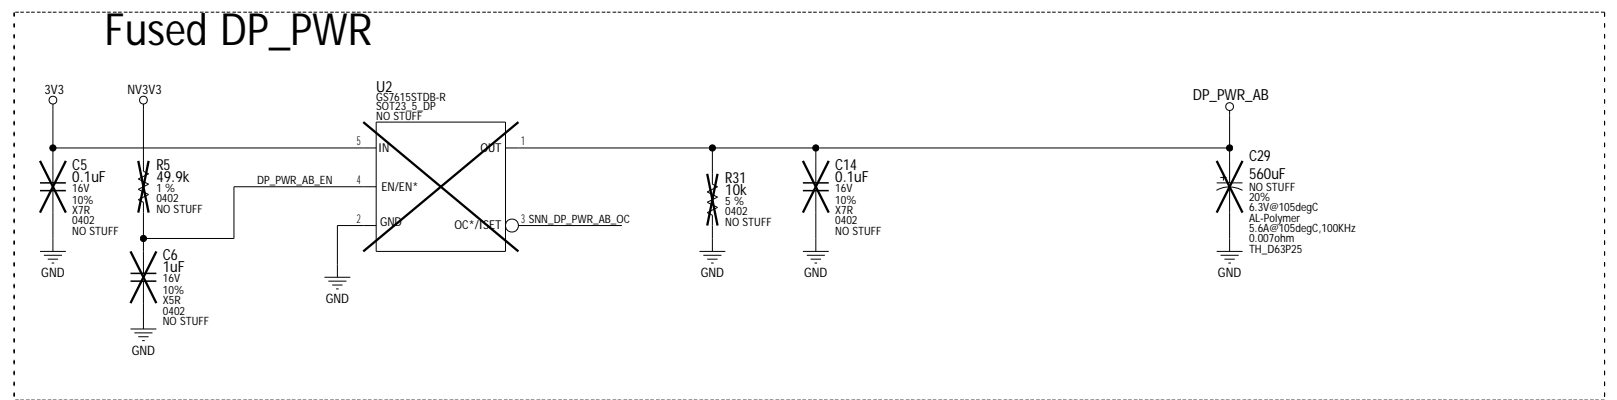 Fused DP_PWR
3V3
NV3V3
U2
GS7615STDB-R
SOT23_5_DP
NO STUFF
DP_PWR_AB
5
IN
OUT
1
C5
0.1uF
16V
10%
X7R
0402
NO STUFF
GND
R5
49.9k
1 %
0402
NO STUFF
DP_PWR_AB_EN
4
EN/EN*
2
GND
OC*/ISET
3
SNN_DP_PWR_AB_OC
C6
1uF
16V
10%
X5R
0402
NO STUFF
GND
GND
R31
10k
5 %
0402
NO STUFF
GND
C14
0.1uF
16V
10%
X7R
0402
NO STUFF
GND
C29
560uF
NO STUFF
20%
6.3V@105degC
AL-Polymer
5.6A@105degC,100KHz
0.007ohm
TH_D63P25
GND